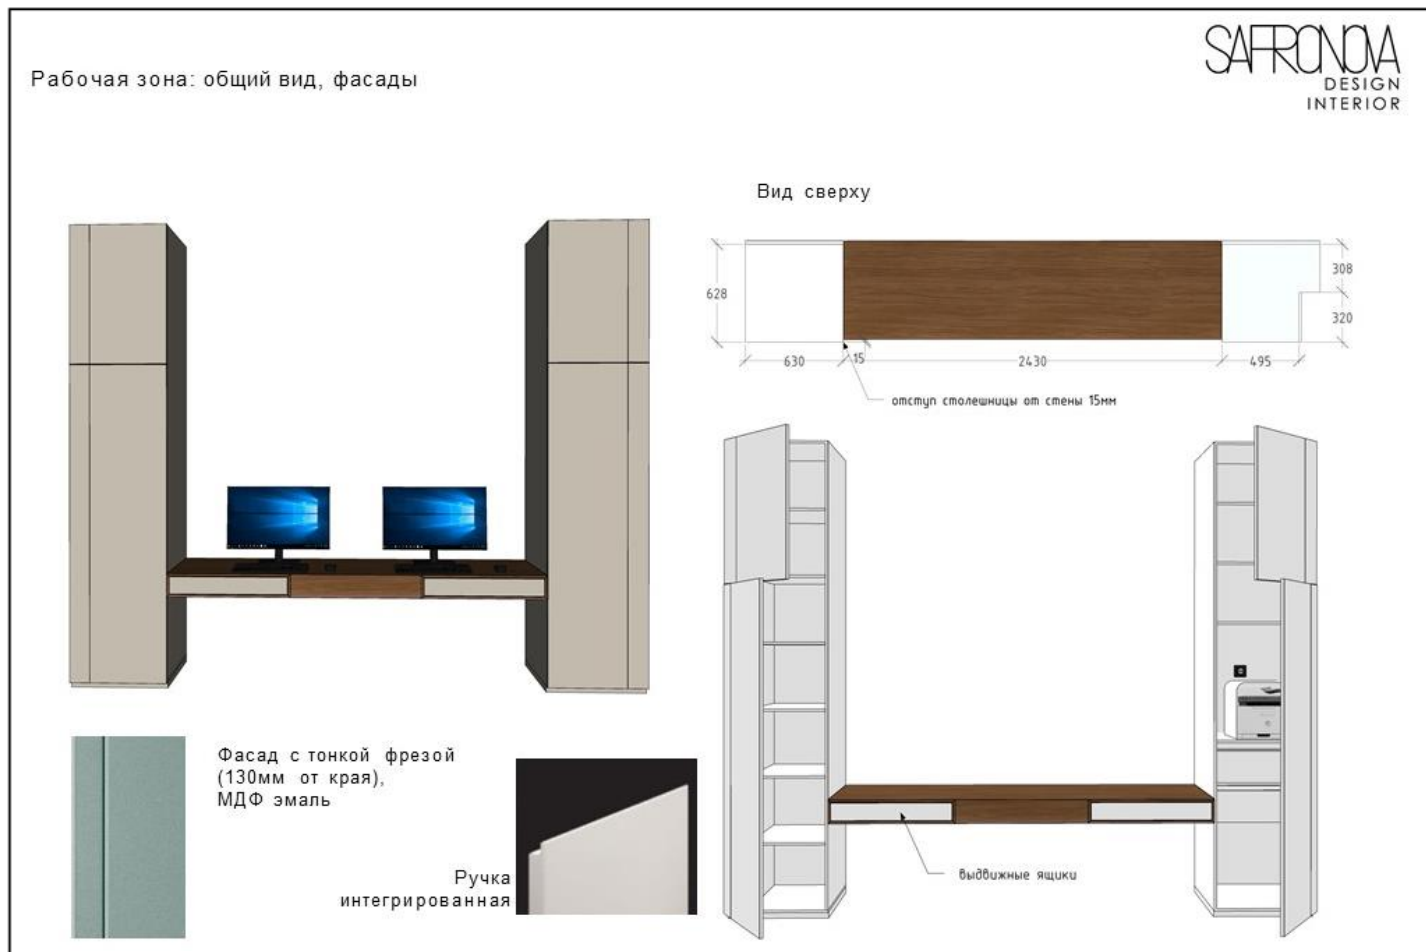 SAFRONOVA
DESIGN
INTERIOR
Рабочая зона: общий вид, фасады
Вид сверху
628
308
320
630
15
2430
495
отступ столешницы от стены 15мм
Фасад с тонкой фрезой
(130мм от края),
МДФ эмаль
Ручка
интегрированная
выдвижные ящики